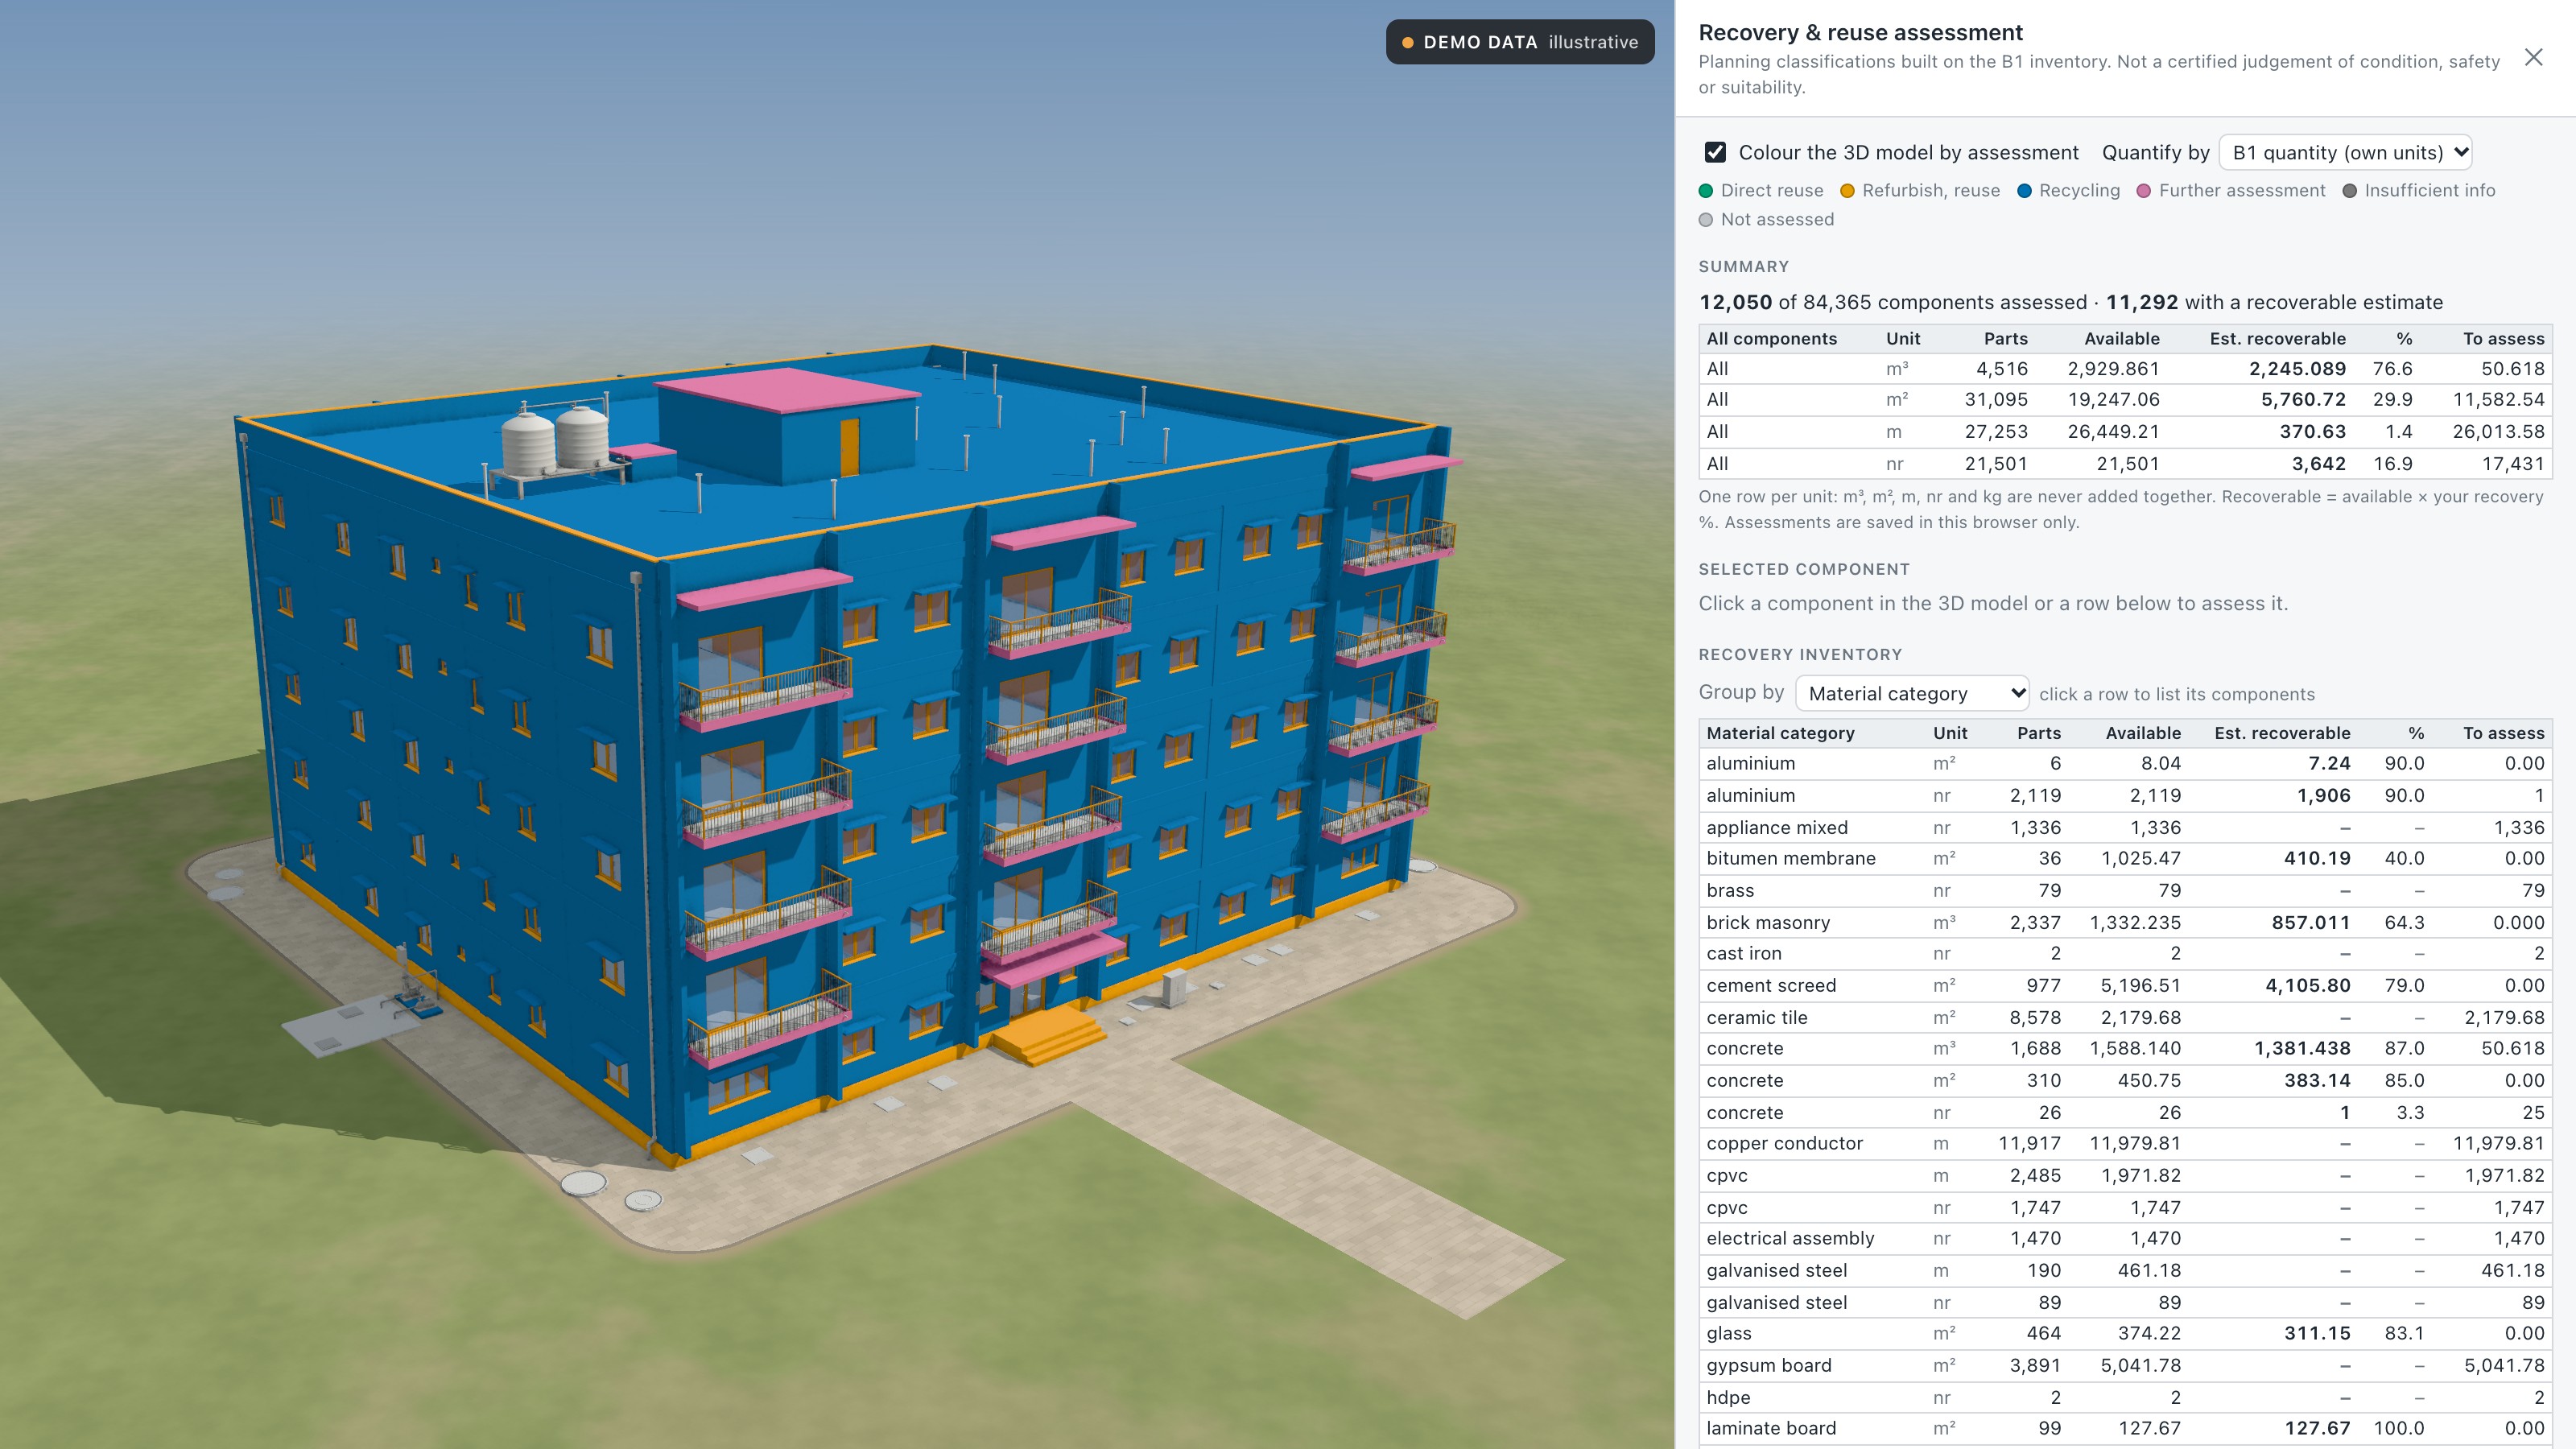 DEMO DATA illustrative
Recovery & reuse assessment
Planning classifications built on the B1 inventory. Not a certified judgement of condition, safety
or suitability.
Colour the 3D model by assessment Quantify by B1 quantity (own units)
Direct reuse Refurbish, reuse Recycling Further assessment Insufficient info
Not assessed
SUMMARY
12,050 of 84,365 components assessed · 11,292 with a recoverable estimate
All components Unit Parts Available Est. recoverable % To assess
All m³ 4,516 2,929.861 2,245.089 76.6 50.618
All m² 31,095 19,247.06 5,760.72 29.9 11,582.54
All m 27,253 26,449.21 370.63 1.4 26,013.58
All nr 21,501 21,501 3,642 16.9 17,431
One row per unit: m³, m², m, nr and kg are never added together. Recoverable = available × your recovery
%. Assessments are saved in this browser only.
SELECTED COMPONENT
Click a component in the 3D model or a row below to assess it.
RECOVERY INVENTORY
Group by Material category click a row to list its components
Material category Unit Parts Available Est. recoverable % To assess
aluminium m² 6 8.04 7.24 90.0 0.00
aluminium nr 2,119 2,119 1,906 90.0 1
appliance mixed nr 1,336 1,336 – – 1,336
bitumen membrane m² 36 1,025.47 410.19 40.0 0.00
brass nr 79 79 – – 79
brick masonry m³ 2,337 1,332.235 857.011 64.3 0.000
cast iron nr 2 2 – – 2
cement screed m² 977 5,196.51 4,105.80 79.0 0.00
ceramic tile m² 8,578 2,179.68 – – 2,179.68
concrete m³ 1,688 1,588.140 1,381.438 87.0 50.618
concrete m² 310 450.75 383.14 85.0 0.00
concrete nr 26 26 1 3.3 25
copper conductor m 11,917 11,979.81 – – 11,979.81
cpvc m 2,485 1,971.82 – – 1,971.82
cpvc nr 1,747 1,747 – – 1,747
electrical assembly nr 1,470 1,470 – – 1,470
galvanised steel m 190 461.18 – – 461.18
galvanised steel nr 89 89 – – 89
glass m² 464 374.22 311.15 83.1 0.00
gypsum board m² 3,891 5,041.78 – – 5,041.78
hdpe nr 2 2 – – 2
laminate board m² 99 127.67 127.67 100.0 0.00